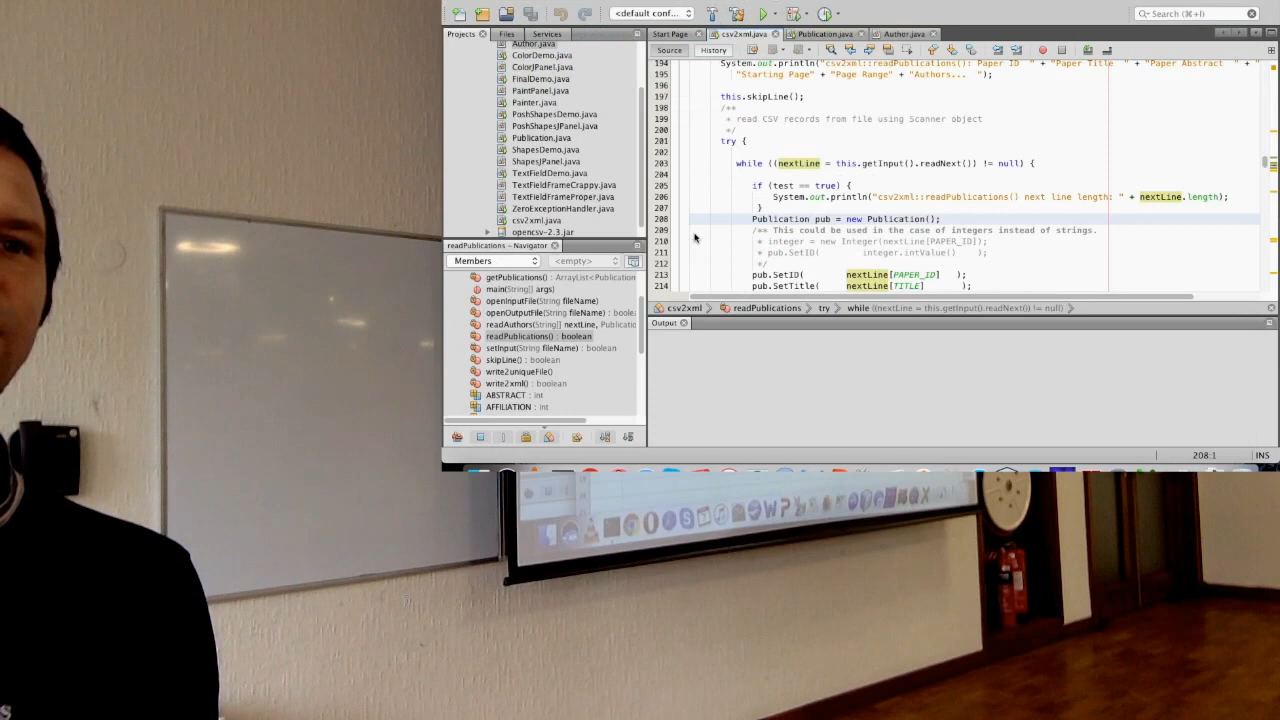 <default conf...
Search (⌘+I)
Projects
Files
Services
Start Page
csv2xml.java
Publication.java
Author.java
Source
History
Author.java
ColorDemo.java
ColorJPanel.java
FinalDemo.java
PaintPanel.java
Painter.java
PoshShapesDemo.java
PoshShapesJPanel.java
Publication.java
ShapesDemo.java
ShapesJPanel.java
TextFieldDemo.java
TextFieldFrameCrappy.java
TextFieldFrameProper.java
ZeroExceptionHandler.java
csv2xml.java
opencsv-2.3.jar
194 System.out.println("csv2xml::readPublications(): Paper ID " + "Paper Title " + "Paper Abstract " + "
195 "Starting Page" + "Page Range" + "Authors... ");
196
197 this.skipLine();
198 /**
199 * read CSV records from file using Scanner object
200 */
201 try {
202
203 while ((nextLine = this.getInput().readNext()) != null) {
204
205 if (test == true) {
206 System.out.println("csv2xml::readPublications() next line length: " + nextLine.length);
207 }
208 Publication pub = new Publication();
209 /** This could be used in the case of integers instead of strings.
210 * integer = new Integer(nextLine[PAPER_ID]);
211 * pub.SetID( integer.intValue() );
212 */
213 pub.SetID( nextLine[PAPER_ID] );
214 pub.SetTitle( nextLine[TITLE] );
readPublications - Navigator
Members
<empty>
getPublications() : ArrayList<Publication
main(String[] args)
openInputFile(String fileName)
openOutputFile(String fileName) : boolea
readAuthors(String[] nextLine, Publicatio
readPublications() : boolean
setInput(String fileName) : boolean
skipLine() : boolean
write2uniqueFile()
write2xml() : boolean
ABSTRACT : int
AFFILIATION : int
csv2xml
readPublications
try
while ((nextLine = this.getInput().readNext()) != null)
Output
208:1
INS